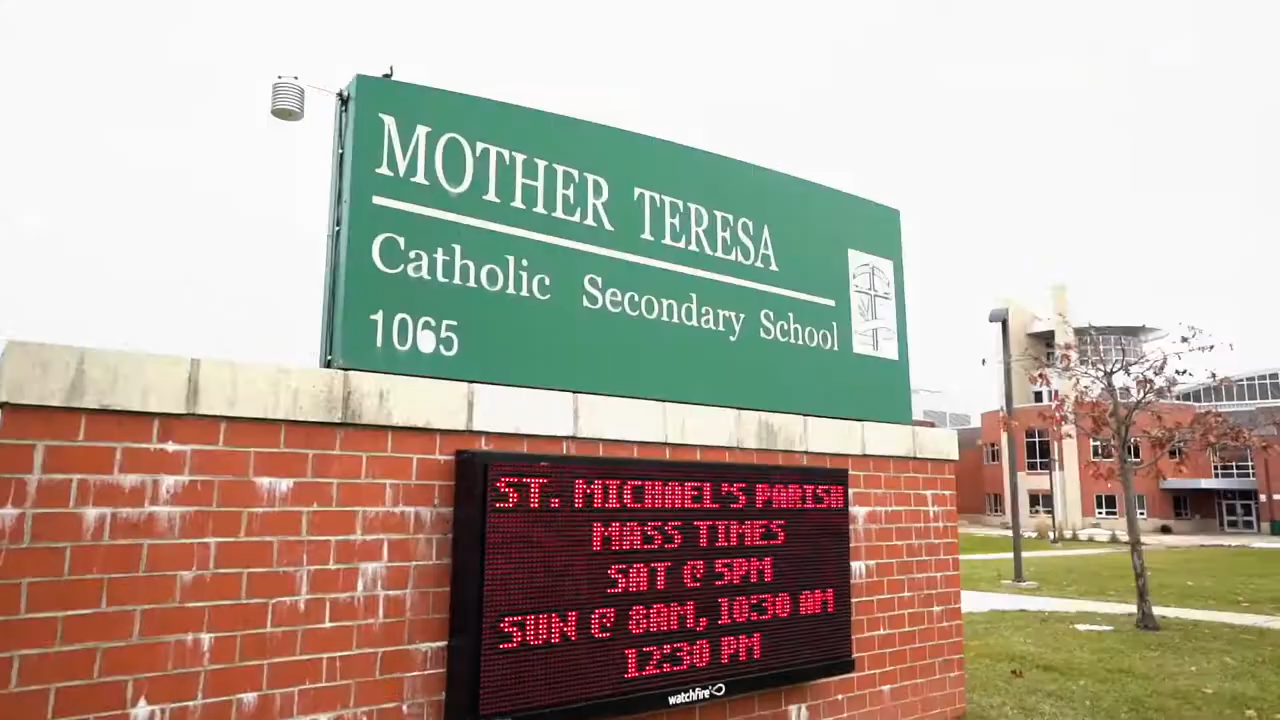 MOTHER TERESA
Catholic Secondary School
1065
ST. MICHAEL'S PARISH
MASS TIMES
SAT @ 5PM
SUN @ 8AM, 10:30 AM
12:30 PM
watchfire